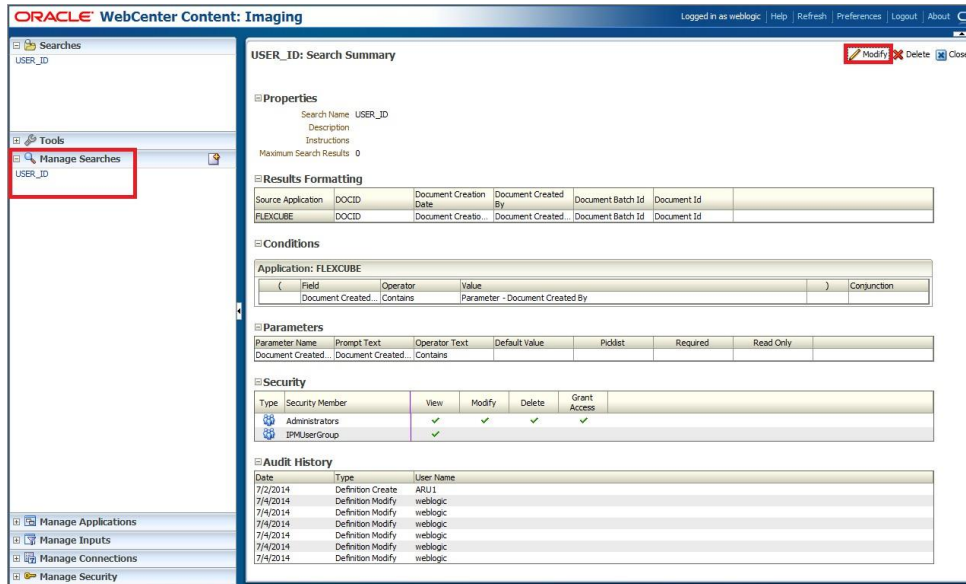 ORACLE WebCenter Content: Imaging
Logged in as weblogic Help Refresh Preferences Logout About
Searches
USER_ID
Tools
Manage Searches
USER_ID
Manage Applications
Manage Inputs
Manage Connections
Manage Security
USER_ID: Search Summary
Modify Delete Close
Properties
Search Name USER_ID
Description
Instructions
Maximum Search Results 0
Results Formatting
Source Application DOCID Document Creation Date Document Created By Document Batch Id Document Id
FLEXCUBE DOCID Document Creatio... Document Created... Document Batch Id Document Id
Conditions
Application: FLEXCUBE
( Field Operator Value ) Conjunction
Document Created... Contains Parameter - Document Created By
Parameters
Parameter Name Prompt Text Operator Text Default Value Picklist Required Read Only
Document Created... Document Created... Contains
Security
Type Security Member View Modify Delete Grant Access
Administrators
IPMUserGroup
Audit History
Date Type User Name
7/2/2014 Definition Create ARU1
7/4/2014 Definition Modify weblogic
7/4/2014 Definition Modify weblogic
7/4/2014 Definition Modify weblogic
7/4/2014 Definition Modify weblogic
7/4/2014 Definition Modify weblogic
7/4/2014 Definition Modify weblogic